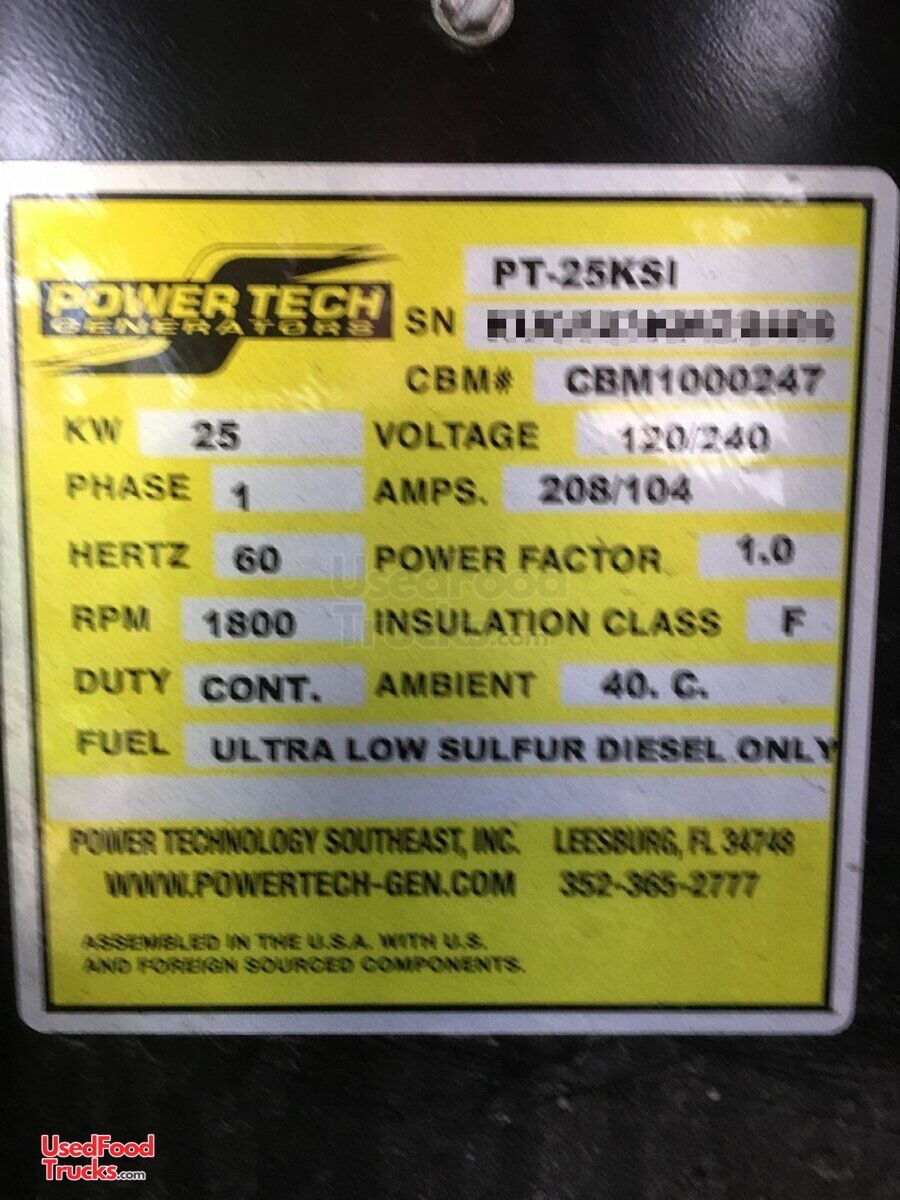 POWER TECH
GENERATORS
PT-25KSI
SN
CBM# CBM1000247
KW 25 VOLTAGE 120/240
PHASE 1 AMPS. 208/104
HERTZ 60 POWER FACTOR 1.0
RPM 1800 INSULATION CLASS F
DUTY CONT. AMBIENT 40. C.
FUEL ULTRA LOW SULFUR DIESEL ONLY
POWER TECHNOLOGY SOUTHEAST, INC. LEESBURG, FL 34748
WWW.POWERTECH-GEN.COM 352-365-2777
ASSEMBLED IN THE U.S.A. WITH U.S.
AND FOREIGN SOURCED COMPONENTS.
UsedFood
Trucks.com
UsedFood
Trucks.com